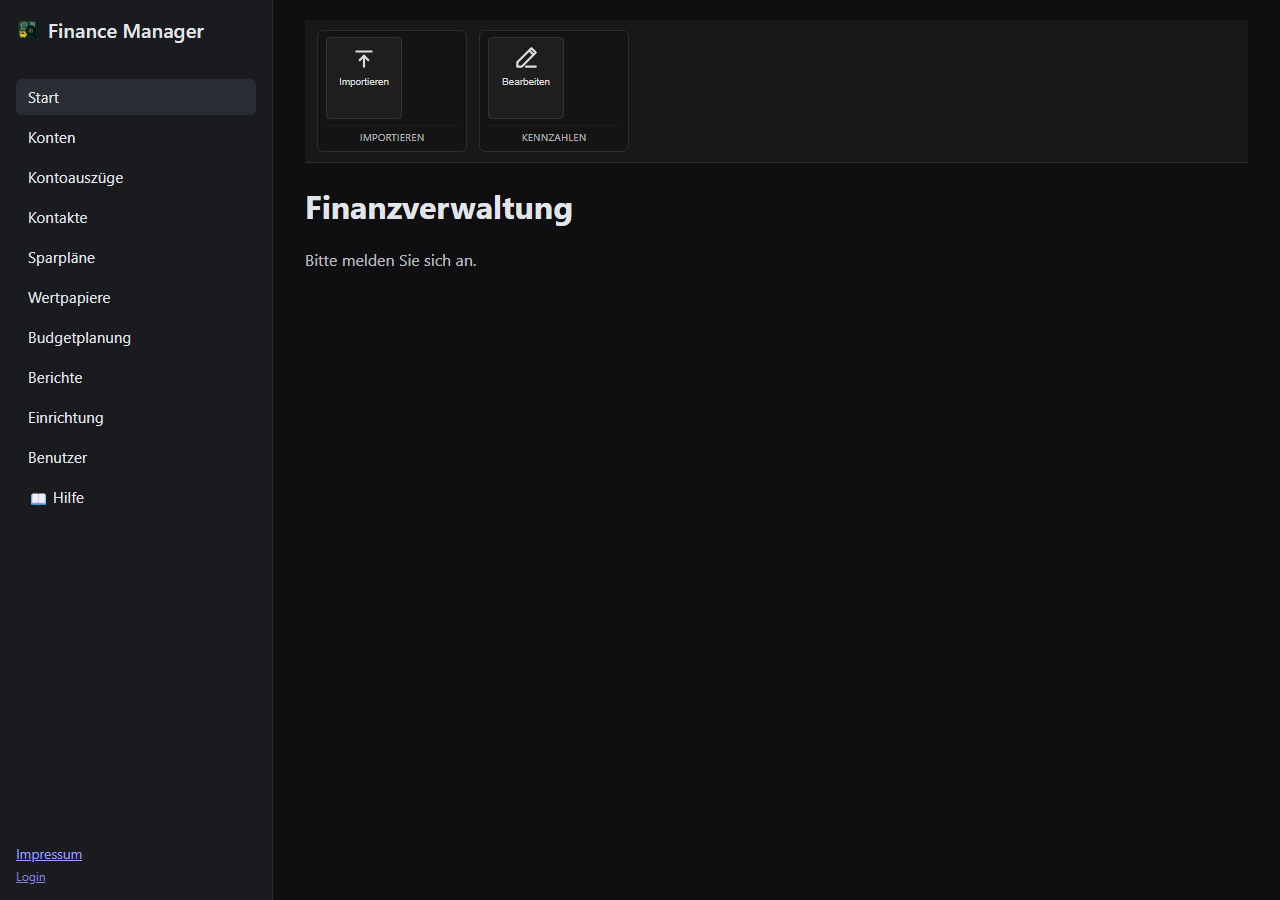 Finance Manager
Start
Konten
Kontoauszüge
Kontakte
Sparpläne
Wertpapiere
Budgetplanung
Berichte
Einrichtung
Benutzer
Hilfe
Impressum
Login
Importieren
IMPORTIEREN
Bearbeiten
KENNZAHLEN
Finanzverwaltung
Bitte melden Sie sich an.